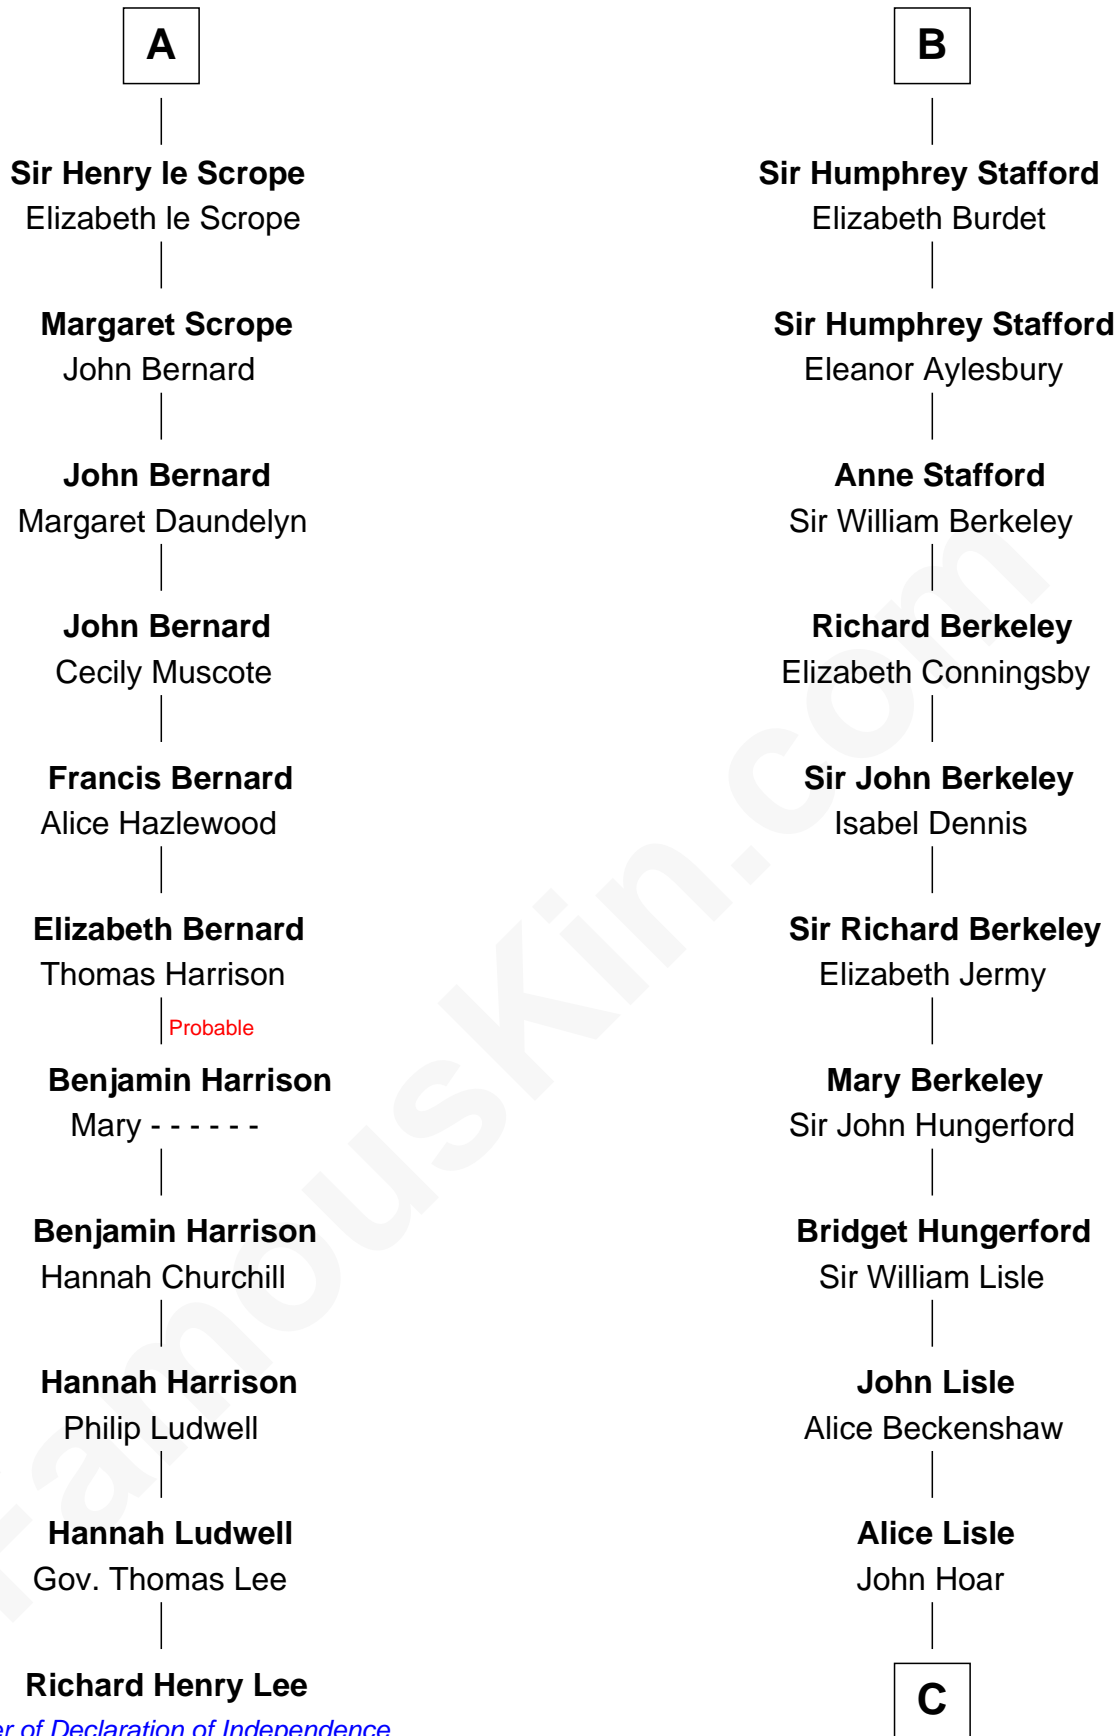 A
Sir Henry le Scrope
Elizabeth le Scrope
Margaret Scrope
John Bernard
John Bernard
Margaret Daundelyn
John Bernard
Cecily Muscote
Francis Bernard
Alice Hazlewood
Elizabeth Bernard
Thomas Harrison
Probable
Benjamin Harrison
Mary - - - - - -
Benjamin Harrison
Hannah Churchill
Hannah Harrison
Philip Ludwell
Hannah Ludwell
Gov. Thomas Lee
Richard Henry Lee
of Declaration of Independence
B
Sir Humphrey Stafford
Elizabeth Burdet
Sir Humphrey Stafford
Eleanor Aylesbury
Anne Stafford
Sir William Berkeley
Richard Berkeley
Elizabeth Conningsby
Sir John Berkeley
Isabel Dennis
Sir Richard Berkeley
Elizabeth Jermy
Mary Berkeley
Sir John Hungerford
Bridget Hungerford
Sir William Lisle
John Lisle
Alice Beckenshaw
Alice Lisle
John Hoar
C
FamousKin.com